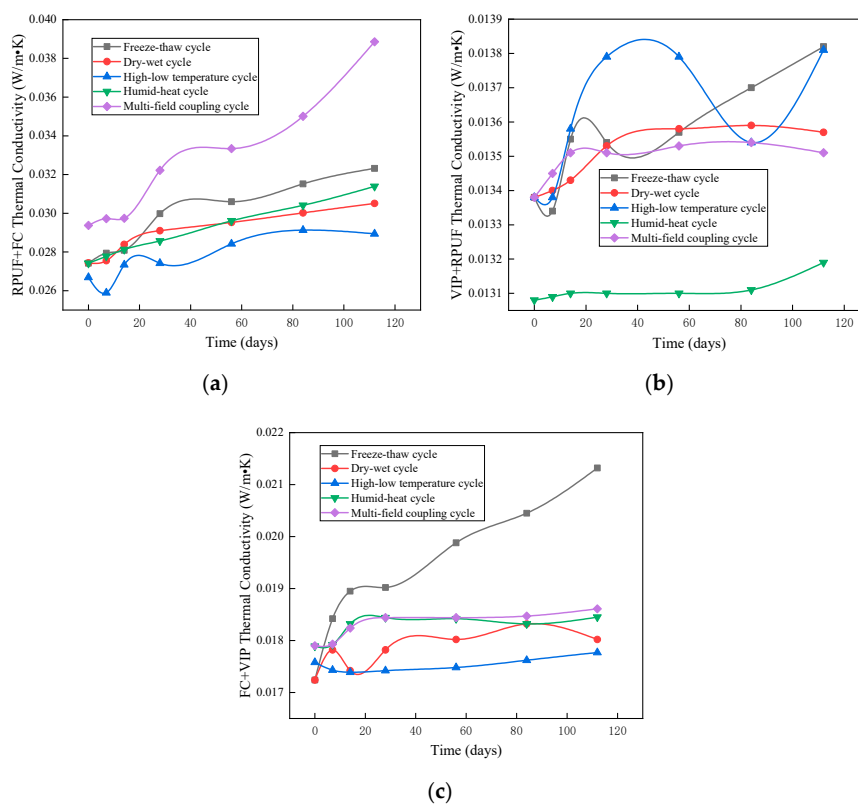 0.040
0.038
0.036
0.034
0.032
0.030
0.028
0.026
RPUF+FC Thermal Conductivity (W/m•K)
Freeze-thaw cycle
Dry-wet cycle
High-low temperature cycle
Humid-heat cycle
Multi-field coupling cycle
0 20 40 60 80 100 120
Time (days)
(a)
0.0139
0.0138
0.0137
0.0136
0.0135
0.0134
0.0133
0.0132
0.0131
VIP+RPUF Thermal Conductivity (W/m•K)
Freeze-thaw cycle
Dry-wet cycle
High-low temperature cycle
Humid-heat cycle
Multi-field coupling cycle
0 20 40 60 80 100 120
Time (days)
(b)
0.022
0.021
0.020
0.019
0.018
0.017
FC+VIP Thermal Conductivity (W/m•K)
Freeze-thaw cycle
Dry-wet cycle
High-low temperature cycle
Humid-heat cycle
Multi-field coupling cycle
0 20 40 60 80 100 120
Time (days)
(c)